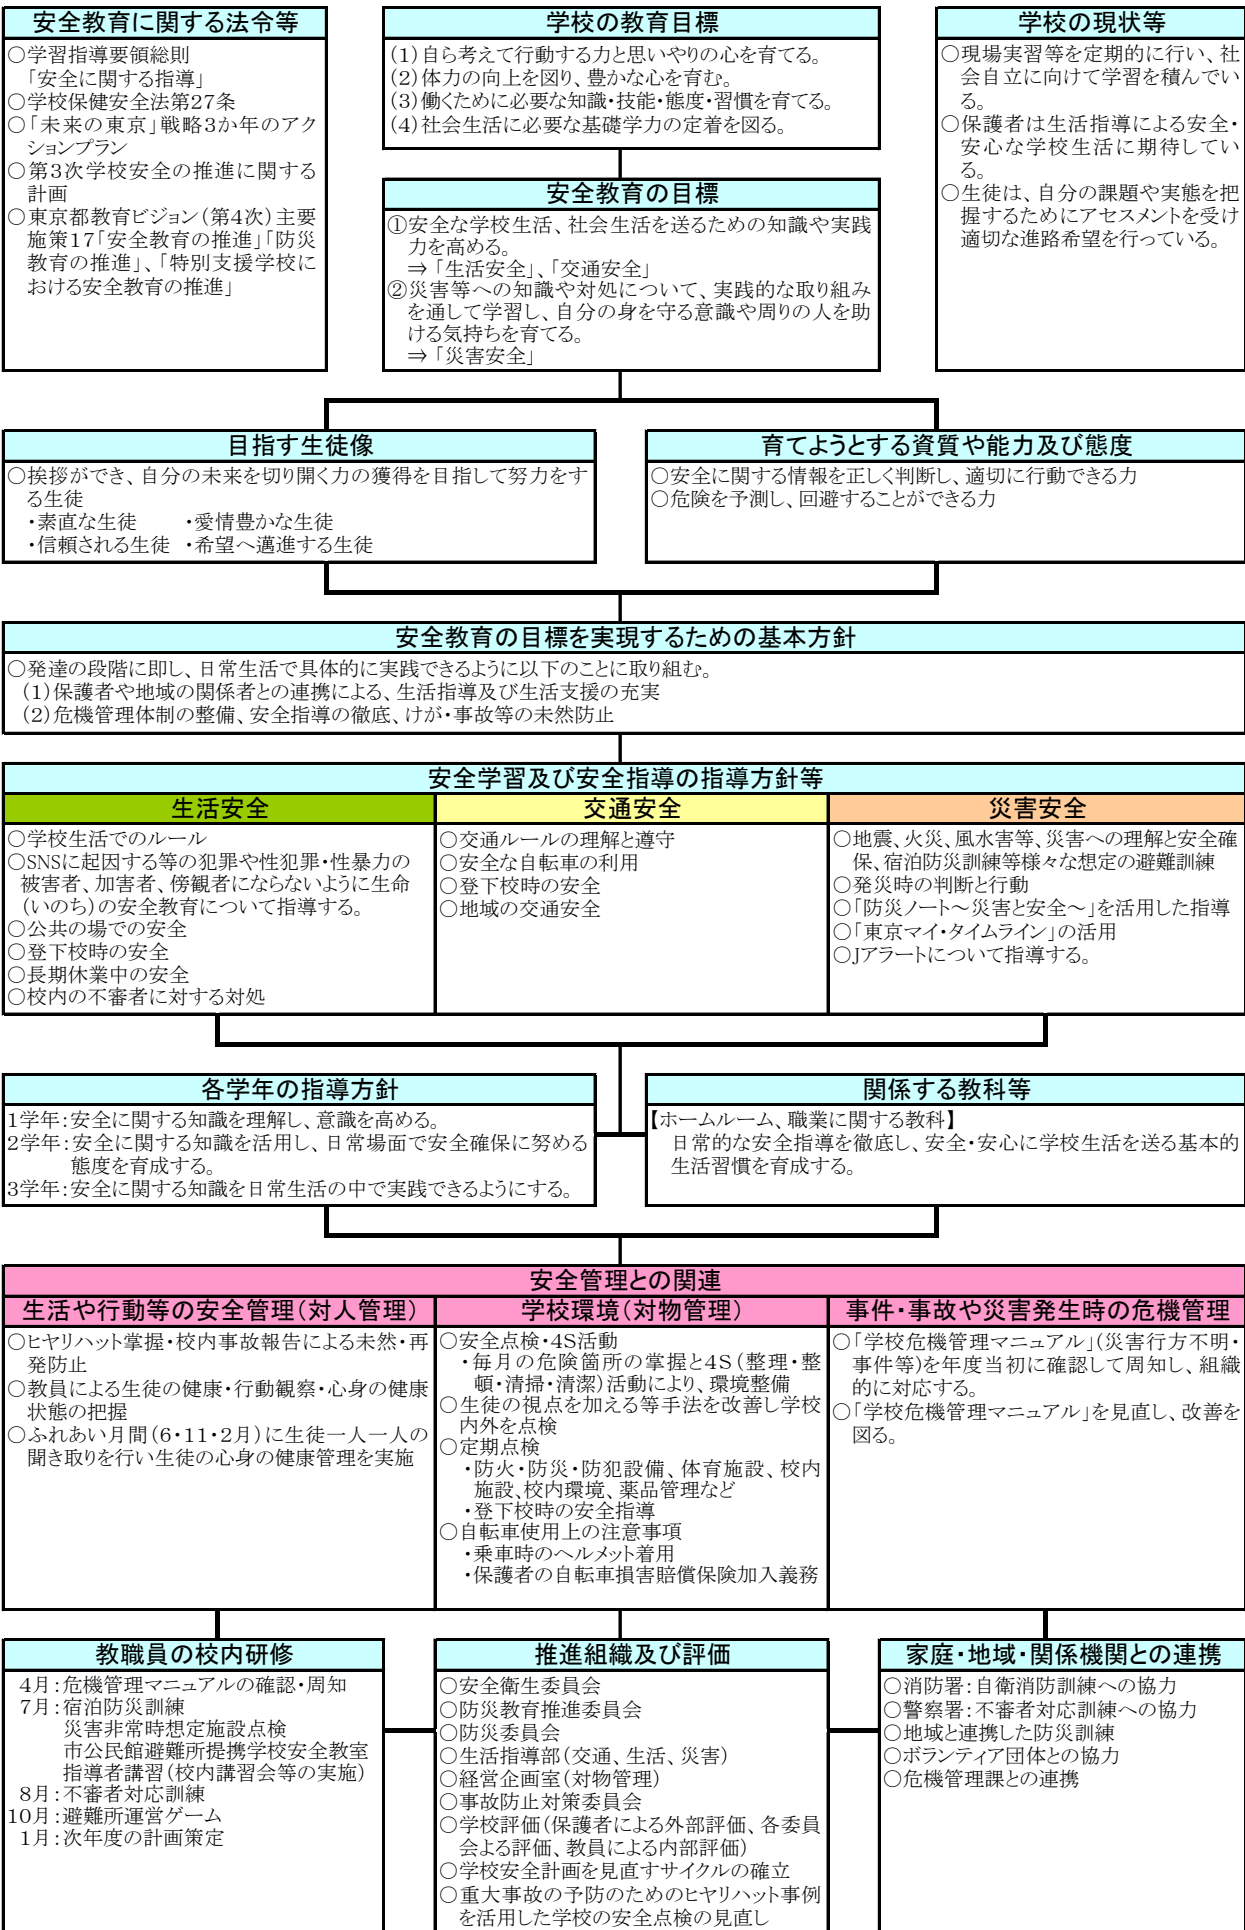 安全教育に関する法令等
○学習指導要領総則
「安全に関する指導」
○学校保健安全法第27条
○「未来の東京」戦略3か年のアク
ションプラン
○第3次学校安全の推進に関する
計画
○東京都教育ビジョン(第4次)主要
施策17「安全教育の推進」「防災
教育の推進」、「特別支援学校に
おける安全教育の推進」
学校の教育目標
(1)自ら考えて行動する力と思いやりの心を育てる。
(2)体力の向上を図り、豊かな心を育む。
(3)働くために必要な知識・技能・態度・習慣を育てる。
(4)社会生活に必要な基礎学力の定着を図る。
安全教育の目標
①安全な学校生活、社会生活を送るための知識や実践
力を高める。
⇒「生活安全」、「交通安全」
②災害等への知識や対処について、実践的な取り組み
を通して学習し、自分の身を守る意識や周りの人を助
ける気持ちを育てる。
⇒「災害安全」
学校の現状等
○現場実習等を定期的に行い、社
会自立に向けて学習を積んでい
る。
○保護者は生活指導による安全・
安心な学校生活に期待してい
る。
○生徒は、自分の課題や実態を把
握するためにアセスメントを受け
適切な進路希望を行っている。
目指す生徒像
○挨拶ができ、自分の未来を切り開く力の獲得を目指して努力をす
る生徒
・素直な生徒 ・愛情豊かな生徒
・信頼される生徒 ・希望へ邁進する生徒
育てようとする資質や能力及び態度
○安全に関する情報を正しく判断し、適切に行動できる力
○危険を予測し、回避することができる力
安全教育の目標を実現するための基本方針
○発達の段階に即し、日常生活で具体的に実践できるように以下のことに取り組む。
(1)保護者や地域の関係者との連携による、生活指導及び生活支援の充実
(2)危機管理体制の整備、安全指導の徹底、けが・事故等の未然防止
安全学習及び安全指導の指導方針等
生活安全
○学校生活でのルール
○SNSに起因する等の犯罪や性犯罪・性暴力の
被害者、加害者、傍観者にならないように生命
(いのち)の安全教育について指導する。
○公共の場での安全
○登下校時の安全
○長期休業中の安全
○校内の不審者に対する対処
交通安全
○交通ルールの理解と遵守
○安全な自転車の利用
○登下校時の安全
○地域の交通安全
災害安全
○地震、火災、風水害等、災害への理解と安全確
保、宿泊防災訓練等様々な想定の避難訓練
○発災時の判断と行動
○「防災ノート～災害と安全～」を活用した指導
○「東京マイ・タイムライン」の活用
○Jアラートについて指導する。
各学年の指導方針
1学年:安全に関する知識を理解し、意識を高める。
2学年:安全に関する知識を活用し、日常場面で安全確保に努める
態度を育成する。
3学年:安全に関する知識を日常生活の中で実践できるようにする。
関係する教科等
【ホームルーム、職業に関する教科】
日常的な安全指導を徹底し、安全・安心に学校生活を送る基本的
生活習慣を育成する。
安全管理との関連
生活や行動等の安全管理(対人管理)
○ヒヤリハット掌握・校内事故報告による未然・再
発防止
○教員による生徒の健康・行動観察・心身の健康
状態の把握
○ふれあい月間(6・11・2月)に生徒一人一人の
聞き取りを行い生徒の心身の健康管理を実施
学校環境(対物管理)
○安全点検・4S活動
・毎月の危険箇所の掌握と4S(整理・整
頓・清掃・清潔)活動により、環境整備
○生徒の視点を加える等手法を改善し学校
内外を点検
○定期点検
・防火・防災・防犯設備、体育施設、校内
施設、校内環境、薬品管理など
・登下校時の安全指導
○自転車使用上の注意事項
・乗車時のヘルメット着用
・保護者の自転車損害賠償保険加入義務
事件・事故や災害発生時の危機管理
○「学校危機管理マニュアル」(災害行方不明・
事件等)を年度当初に確認して周知し、組織
的に対応する。
○「学校危機管理マニュアル」を見直し、改善を
図る。
教職員の校内研修
4月:危機管理マニュアルの確認・周知
7月:宿泊防災訓練
災害非常時想定施設点検
市公民館避難所提携学校安全教室
指導者講習(校内講習会等の実施)
8月:不審者対応訓練
10月:避難所運営ゲーム
1月:次年度の計画策定
推進組織及び評価
○安全衛生委員会
○防災教育推進委員会
○防災委員会
○生活指導部(交通、生活、災害)
○経営企画室(対物管理)
○事故防止対策委員会
○学校評価(保護者による外部評価、各委員
会よる評価、教員による内部評価)
○学校安全計画を見直すサイクルの確立
○重大事故の予防のためのヒヤリハット事例
を活用した学校の安全点検の見直し
家庭・地域・関係機関との連携
○消防署:自衛消防訓練への協力
○警察署:不審者対応訓練への協力
○地域と連携した防災訓練
○ボランティア団体との協力
○危機管理課との連携